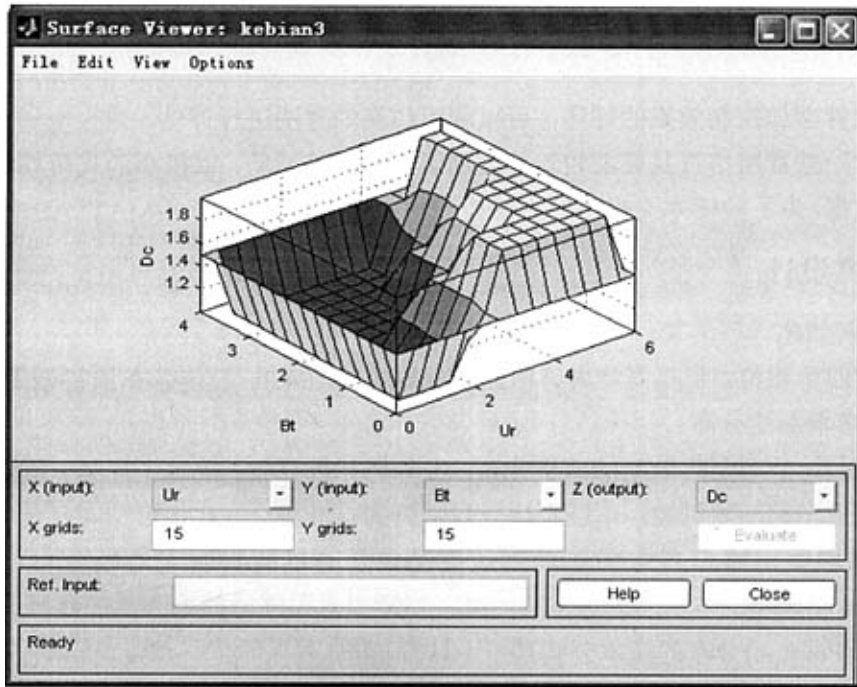 Surface Viewer: kebian3
File Edit View Options
1.8
1.6
1.4
1.2
Dc
4
3
2
1
0
Bt
0
2
4
6
Ur
X (input): Ur Y (input): Bt Z (output): Dc
X grids: 15 Y grids: 15 Evaluate
Ref. Input:
Help Close
Ready